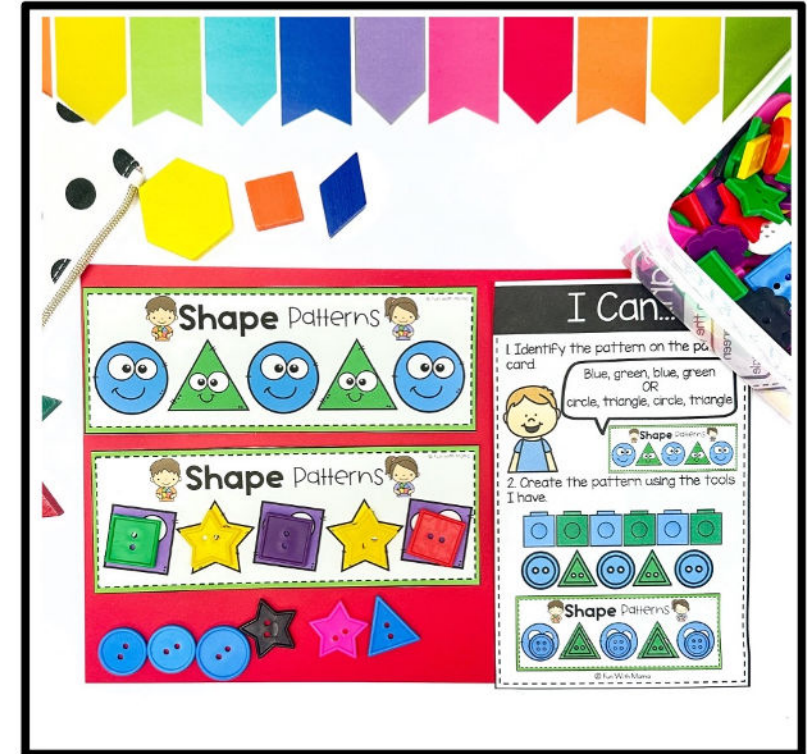 Shape Patterns
Shape Patterns
I Can...
1. Identify the pattern on the
card.
Blue, green, blue, green
OR
circle, triangle, circle, triangle
Shape Patterns
2. Create the pattern using the tools
I have.
Shape Patterns
© Fun With Mama